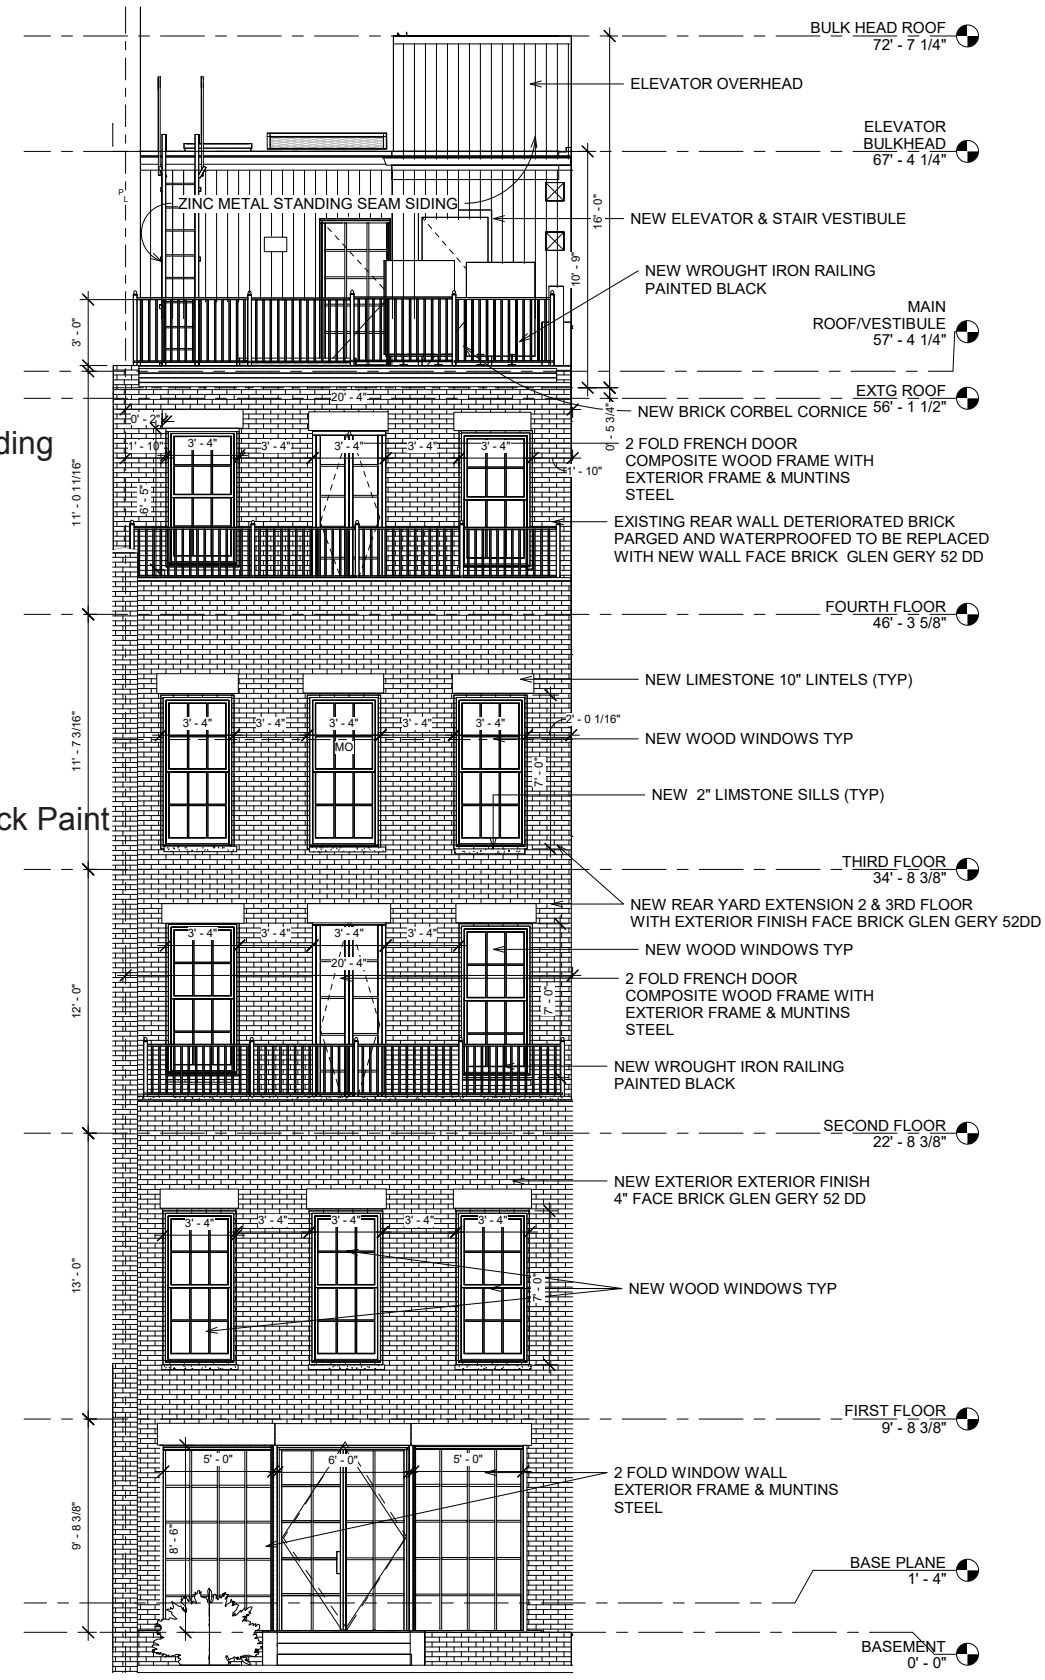 BULK HEAD ROOF
72' - 7 1/4"
ELEVATOR OVERHEAD
ELEVATOR
BULKHEAD
67' - 4 1/4"
P
L
ZINC METAL STANDING SEAM SIDING
16' - 0"
NEW ELEVATOR & STAIR VESTIBULE
10' - 9"
NEW WROUGHT IRON RAILING
PAINTED BLACK
3' - 0"
MAIN
ROOF/VESTIBULE
57' - 4 1/4"
EXTG ROOF
56' - 1 1/2"
20' - 4"
NEW BRICK CORBEL CORNICE
0' - 5 3/4"
0' - 2"
ding
1' - 10"
3' - 4"
3' - 4"
3' - 4"
3' - 4"
3' - 4"
1' - 10"
2 FOLD FRENCH DOOR
COMPOSITE WOOD FRAME WITH
EXTERIOR FRAME & MUNTINS
STEEL
11' - 0 11/16"
6' - 5"
EXISTING REAR WALL DETERIORATED BRICK
PARGED AND WATERPROOFED TO BE REPLACED
WITH NEW WALL FACE BRICK GLEN GERY 52 DD
FOURTH FLOOR
46' - 3 5/8"
NEW LIMESTONE 10" LINTELS (TYP)
3' - 4"
3' - 4"
3' - 4"
3' - 4"
3' - 4"
2' - 0 1/16"
11' - 7 3/16"
MO
NEW WOOD WINDOWS TYP
7' - 0"
NEW 2" LIMSTONE SILLS (TYP)
ck Paint
THIRD FLOOR
34' - 8 3/8"
NEW REAR YARD EXTENSION 2 & 3RD FLOOR
WITH EXTERIOR FINISH FACE BRICK GLEN GERY 52DD
3' - 4"
3' - 4"
3' - 4"
3' - 4"
3' - 4"
NEW WOOD WINDOWS TYP
20' - 4"
12' - 0"
7' - 0"
2 FOLD FRENCH DOOR
COMPOSITE WOOD FRAME WITH
EXTERIOR FRAME & MUNTINS
STEEL
NEW WROUGHT IRON RAILING
PAINTED BLACK
SECOND FLOOR
22' - 8 3/8"
NEW EXTERIOR EXTERIOR FINISH
4" FACE BRICK GLEN GERY 52 DD
3' - 4"
3' - 4"
3' - 4"
3' - 4"
3' - 4"
13' - 0"
7' - 0"
NEW WOOD WINDOWS TYP
FIRST FLOOR
9' - 8 3/8"
5' - 0"
6' - 0"
5' - 0"
2 FOLD WINDOW WALL
EXTERIOR FRAME & MUNTINS
STEEL
9' - 8 3/8"
8' - 6"
BASE PLANE
1' - 4"
BASEMENT
0' - 0"